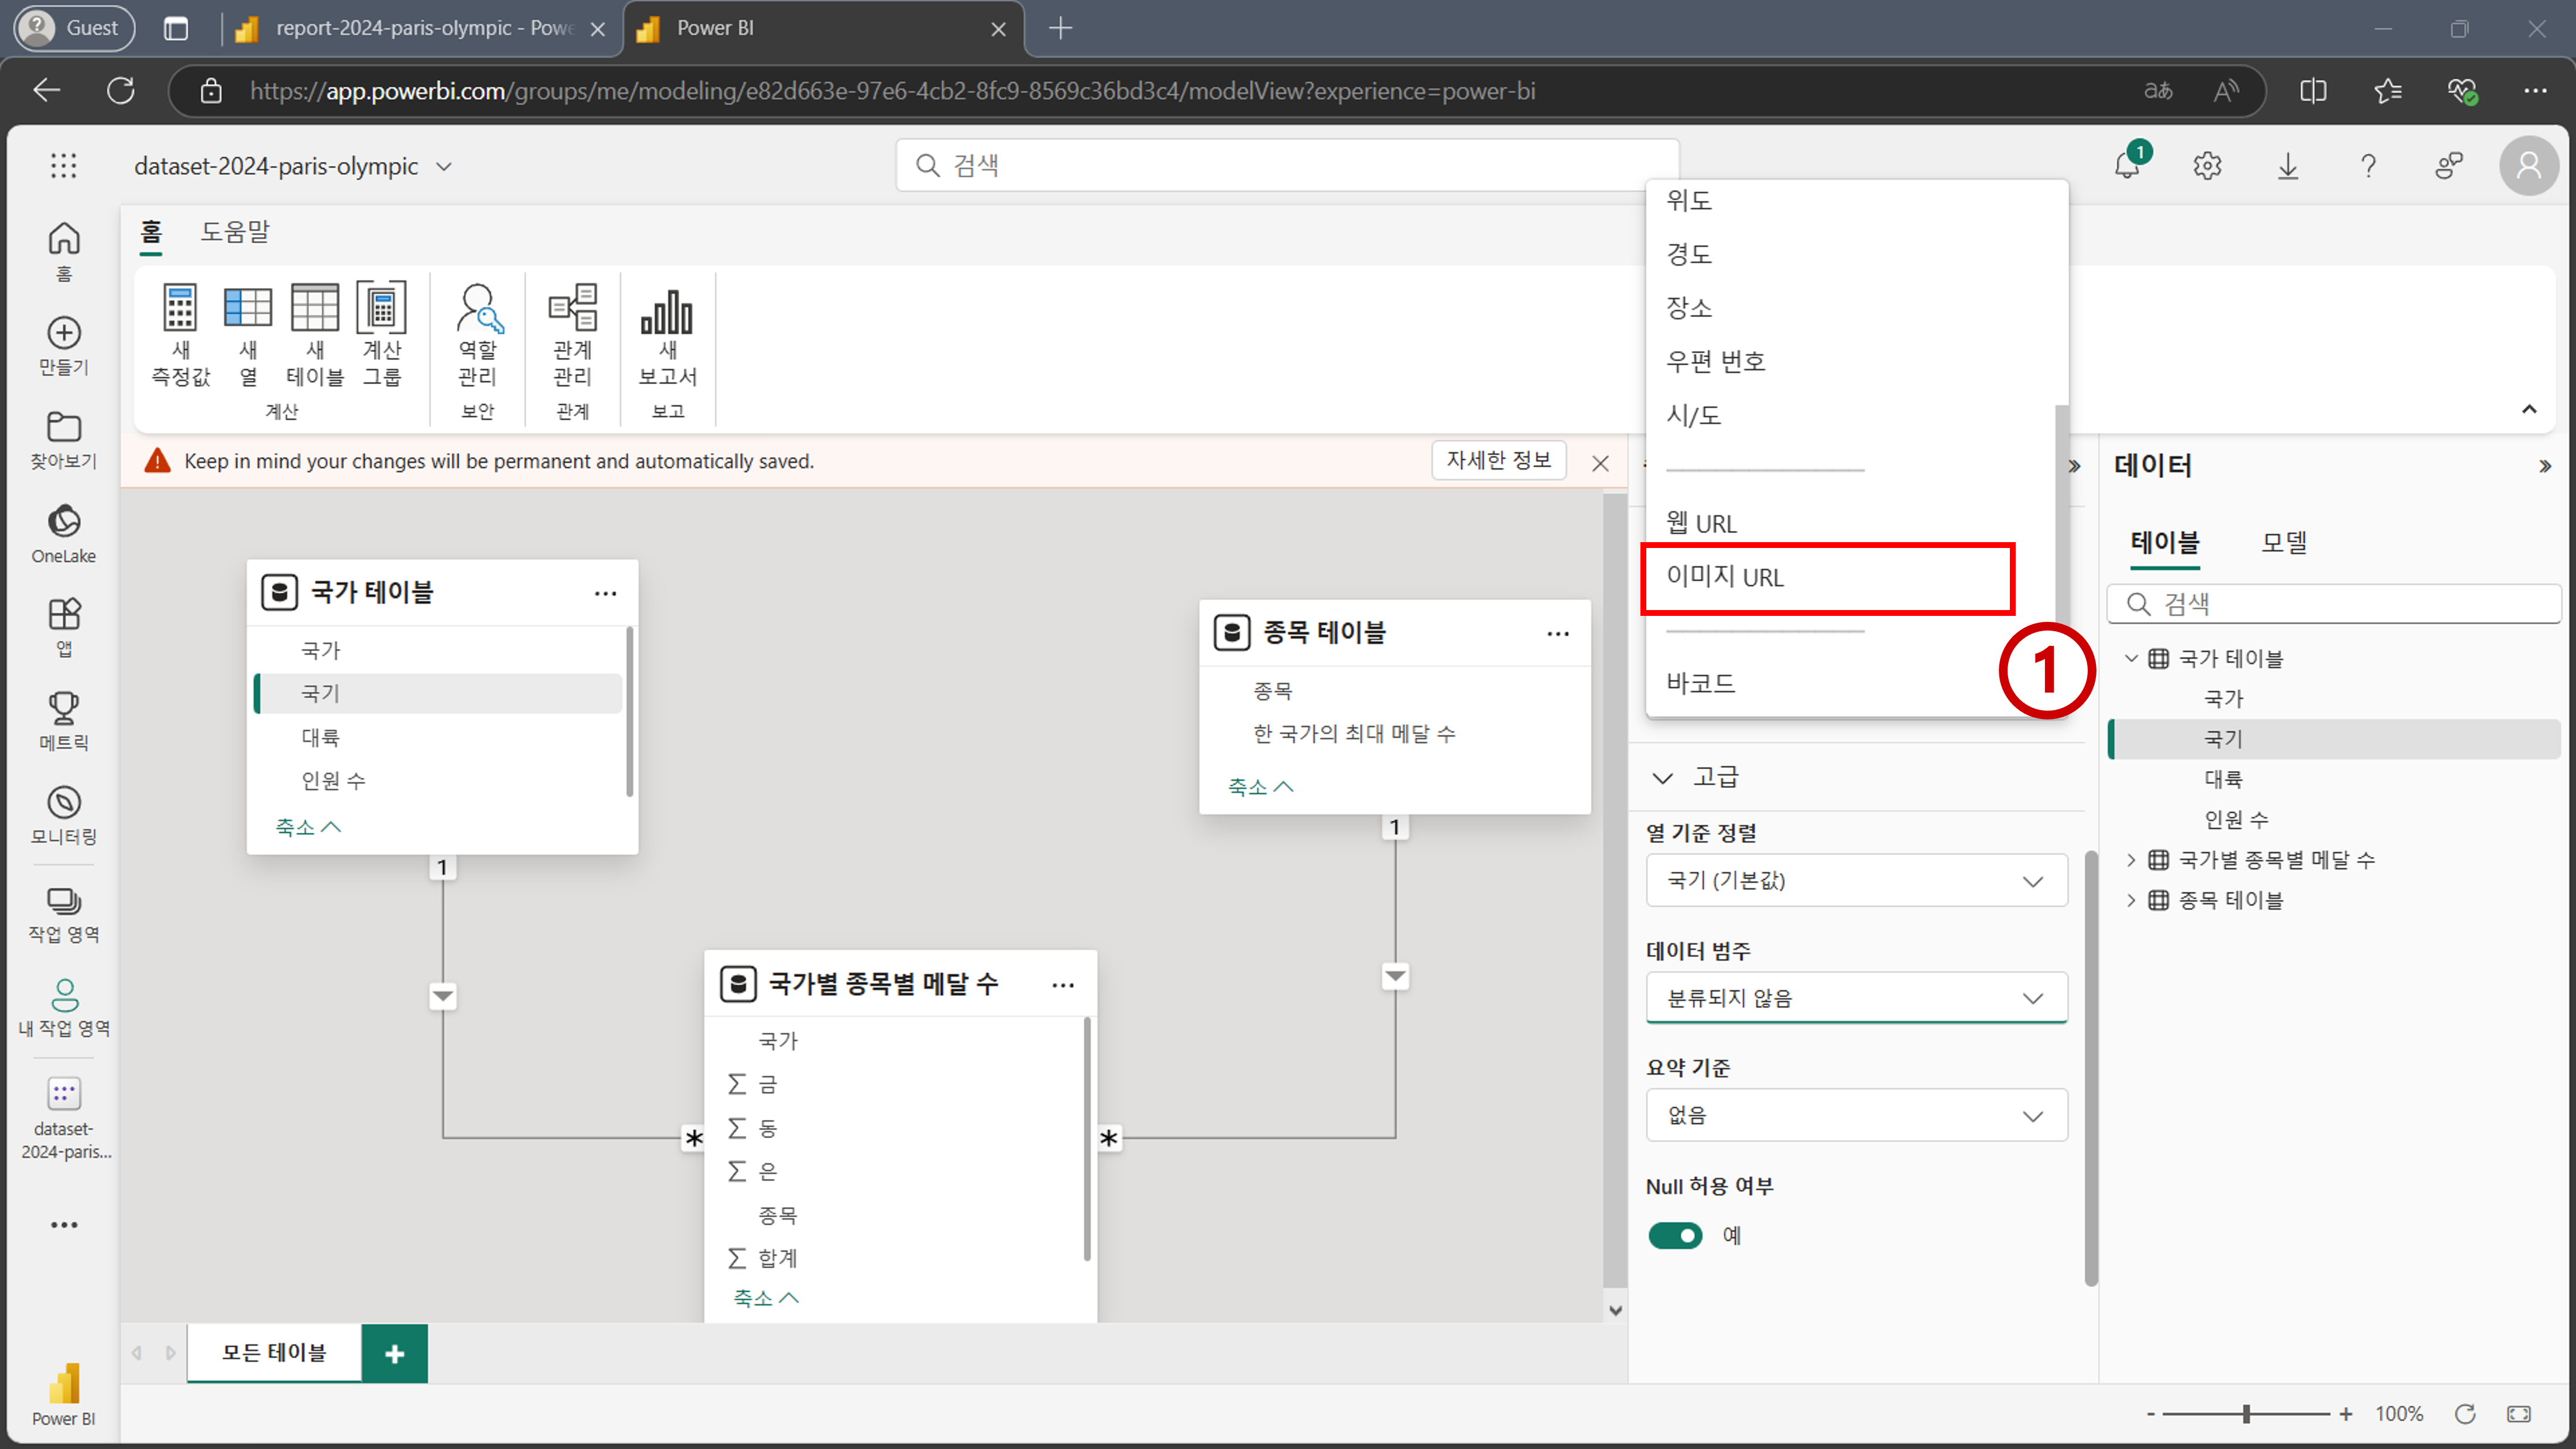 Guest
report-2024-paris-olympic - Powe
Power BI
https://app.powerbi.com/groups/me/modeling/e82d663e-97e6-4cb2-8fc9-8569c36bd3c4/modelView?experience=power-bi
dataset-2024-paris-olympic
검색
1
홈
도움말
홈
만들기
찾아보기
OneLake
앱
메트릭
모니터링
작업 영역
내 작업 영역
dataset-
2024-paris...
Power BI
새
측정값
새
열
새
테이블
계산
그룹
계산
역할
관리
보안
관계
관리
관계
새
보고서
보고
Keep in mind your changes will be permanent and automatically saved.
자세한 정보
국가 테이블
국가
국기
대륙
인원 수
축소
1
종목 테이블
종목
한 국가의 최대 메달 수
축소
1
국가별 종목별 메달 수
국가
금
동
은
종목
합계
축소
*
*
모든 테이블
위도
경도
장소
우편 번호
시/도
웹 URL
이미지 URL
바코드
1
고급
열 기준 정렬
국기 (기본값)
데이터 범주
분류되지 않음
요약 기준
없음
Null 허용 여부
예
데이터
테이블
모델
검색
국가 테이블
국가
국기
대륙
인원 수
국가별 종목별 메달 수
종목 테이블
- + 100%